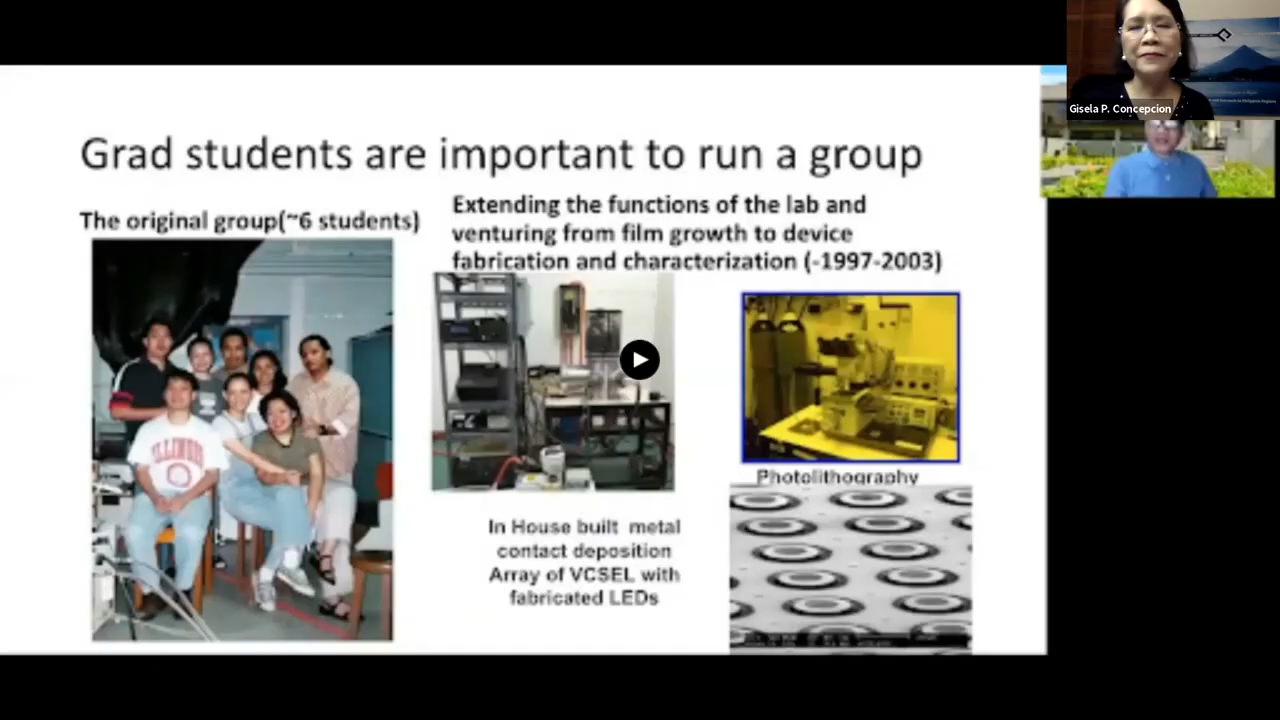 Grad students are important to run a group
The original group(~6 students)
Extending the functions of the lab and
venturing from film growth to device
fabrication and characterization (-1997-2003)
ILLINOIS
Photolithography
In House built metal
contact deposition
Array of VCSEL with
fabricated LEDs
Gisela P. Concepcion